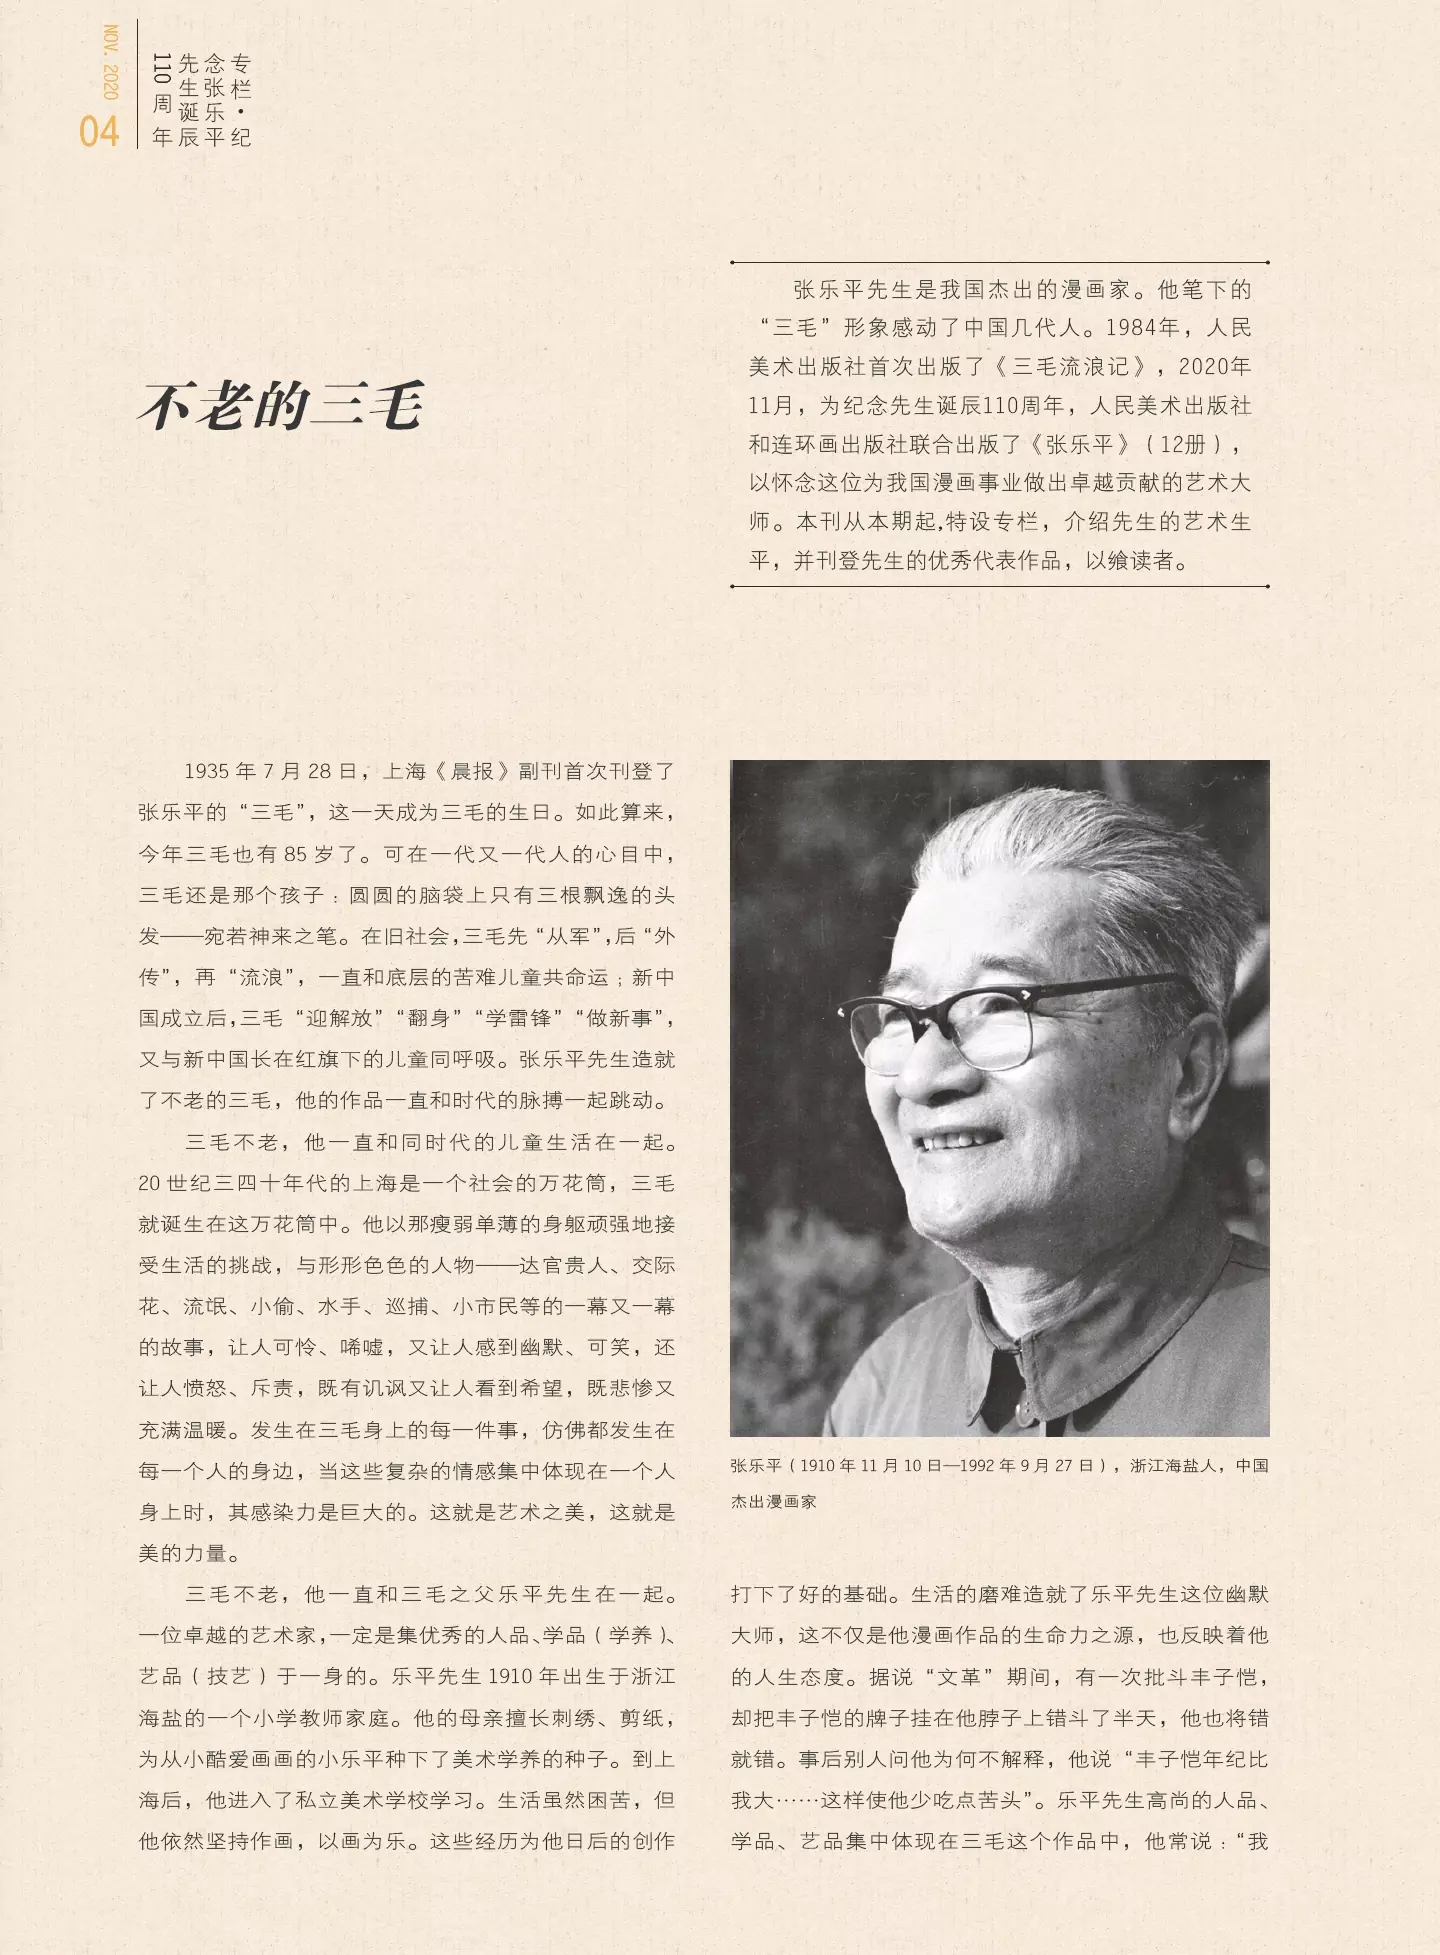 NOV. 2020
04
专栏·纪
念张乐平
先生诞辰
110周年
不老的三毛
张乐平先生是我国杰出的漫画家。他笔下的
“三毛”形象感动了中国几代人。1984年，人民
美术出版社首次出版了《三毛流浪记》，2020年
11月，为纪念先生诞辰110周年，人民美术出版社
和连环画出版社联合出版了《张乐平》（12册），
以怀念这位为我国漫画事业做出卓越贡献的艺术大
师。本刊从本期起,特设专栏，介绍先生的艺术生
平，并刊登先生的优秀代表作品，以飨读者。
1935 年 7 月 28 日，上海《晨报》副刊首次刊登了
张乐平的“三毛”，这一天成为三毛的生日。如此算来，
今年三毛也有 85 岁了。可在一代又一代人的心目中，
三毛还是那个孩子：圆圆的脑袋上只有三根飘逸的头
发——宛若神来之笔。在旧社会，三毛先“从军”，后“外
传”，再“流浪”，一直和底层的苦难儿童共命运；新中
国成立后，三毛“迎解放”“翻身”“学雷锋”“做新事”，
又与新中国长在红旗下的儿童同呼吸。张乐平先生造就
了不老的三毛，他的作品一直和时代的脉搏一起跳动。
三毛不老，他一直和同时代的儿童生活在一起。
20 世纪三四十年代的上海是一个社会的万花筒，三毛
就诞生在这万花筒中。他以那瘦弱单薄的身躯顽强地接
受生活的挑战，与形形色色的人物——达官贵人、交际
花、流氓、小偷、水手、巡捕、小市民等的一幕又一幕
的故事，让人可怜、唏嘘，又让人感到幽默、可笑，还
让人愤怒、斥责，既有讥讽又让人看到希望，既悲惨又
充满温暖。发生在三毛身上的每一件事，仿佛都发生在
每一个人的身边，当这些复杂的情感集中体现在一个人
身上时，其感染力是巨大的。这就是艺术之美，这就是
美的力量。
三毛不老，他一直和三毛之父乐平先生在一起。
一位卓越的艺术家，一定是集优秀的人品、学品（学养）、
艺品（技艺）于一身的。乐平先生 1910 年出生于浙江
海盐的一个小学教师家庭。他的母亲擅长刺绣、剪纸，
为从小酷爱画画的小乐平种下了美术学养的种子。到上
海后，他进入了私立美术学校学习。生活虽然困苦，但
他依然坚持作画，以画为乐。这些经历为他日后的创作
张乐平（1910 年 11 月 10 日—1992 年 9 月 27 日），浙江海盐人，中国
杰出漫画家
打下了好的基础。生活的磨难造就了乐平先生这位幽默
大师，这不仅是他漫画作品的生命力之源，也反映着他
的人生态度。据说“文革”期间，有一次批斗丰子恺，
却把丰子恺的牌子挂在他脖子上错斗了半天，他也将错
就错。事后别人问他为何不解释，他说“丰子恺年纪比
我大……这样使他少吃点苦头”。乐平先生高尚的人品、
学品、艺品集中体现在三毛这个作品中，他常说：“我